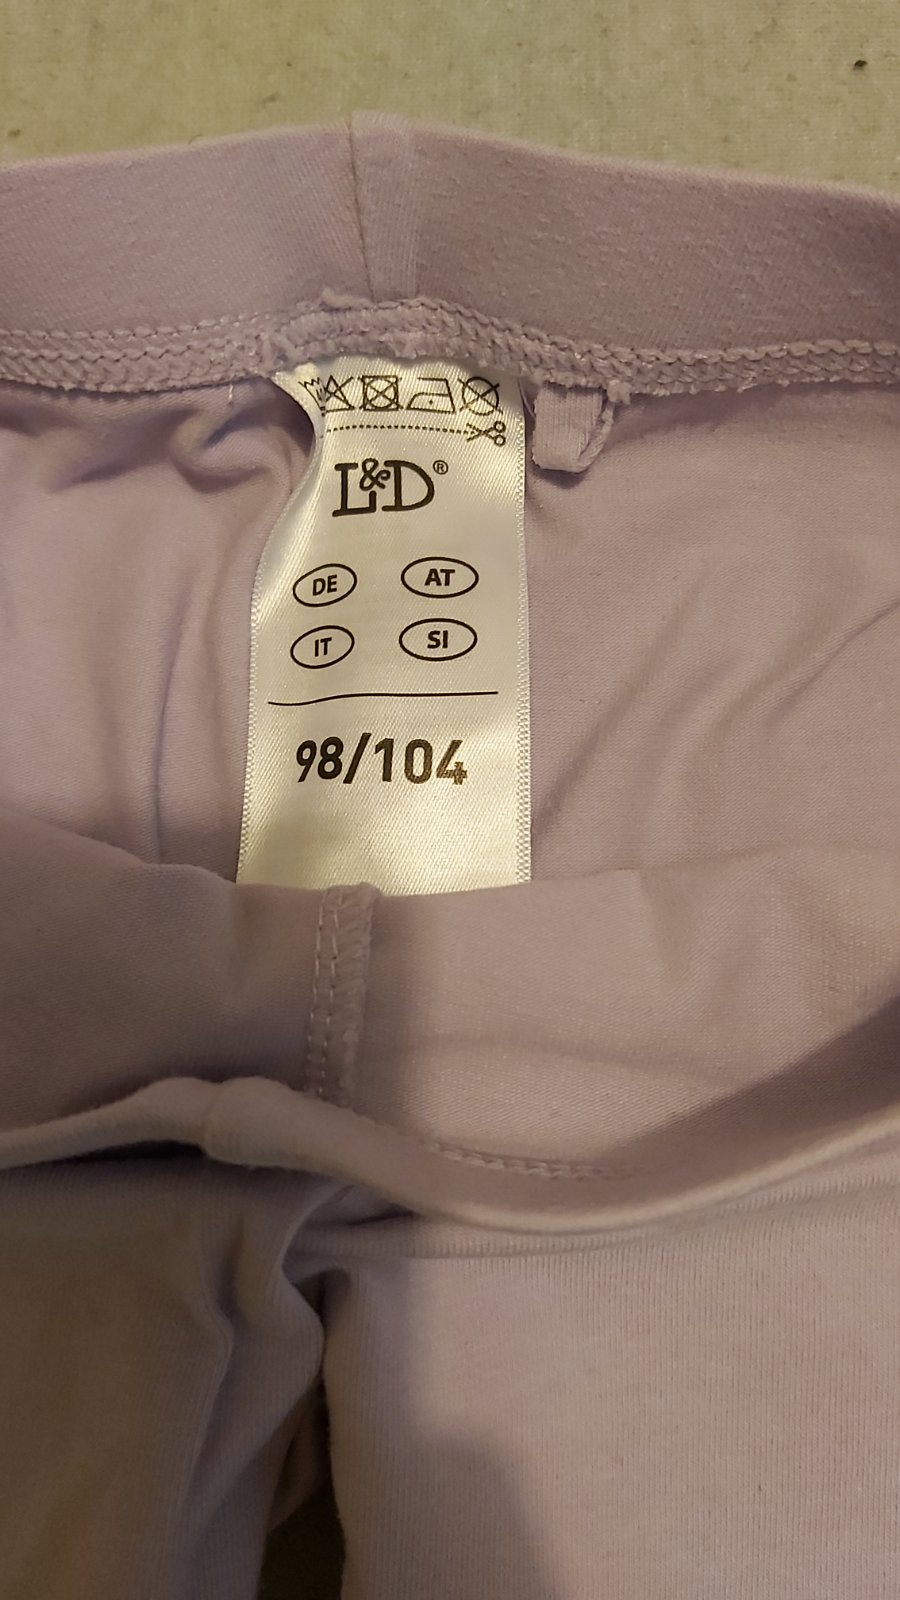 L&D®
DE AT
IT SI
98/104